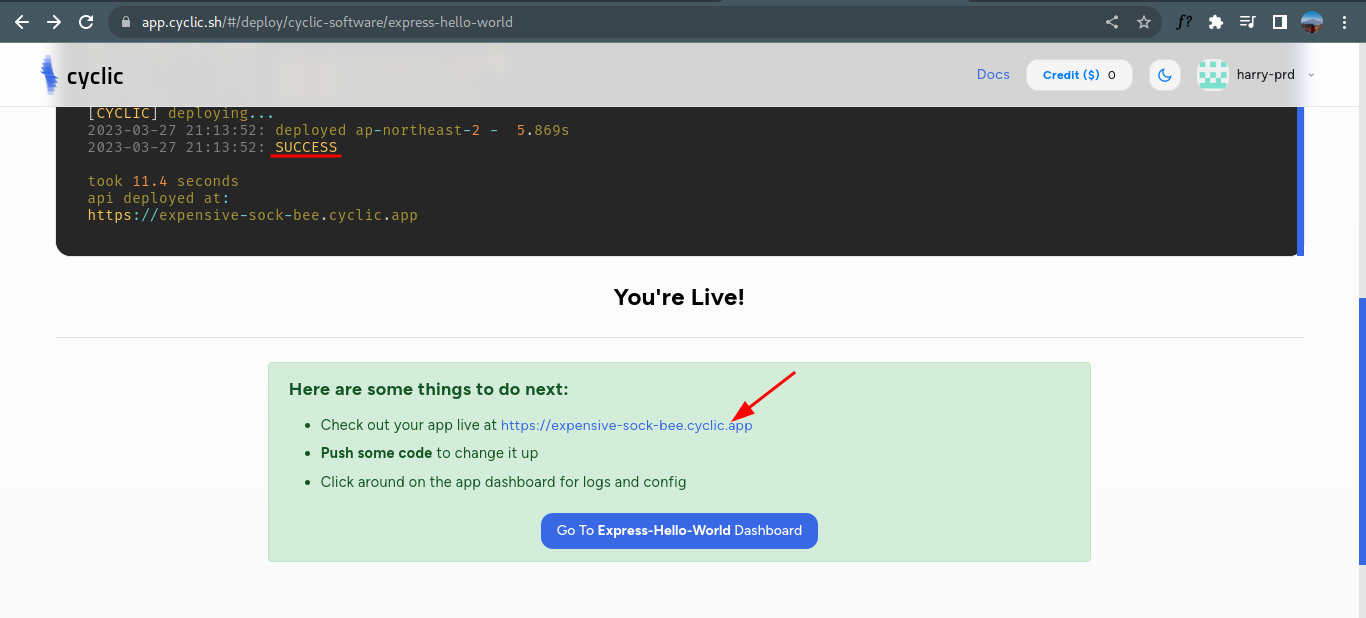 app.cyclic.sh/#/deploy/cyclic-software/express-hello-world
f?
cyclic
Docs
Credit ($) 0
harry-prd
[CYCLIC] deploying...
2023-03-27 21:13:52: deployed ap-northeast-2 - 5.869s
2023-03-27 21:13:52: SUCCESS
took 11.4 seconds
api deployed at:
https://expensive-sock-bee.cyclic.app
You're Live!
Here are some things to do next:
Check out your app live at https://expensive-sock-bee.cyclic.app
Push some code to change it up
Click around on the app dashboard for logs and config
Go To Express-Hello-World Dashboard